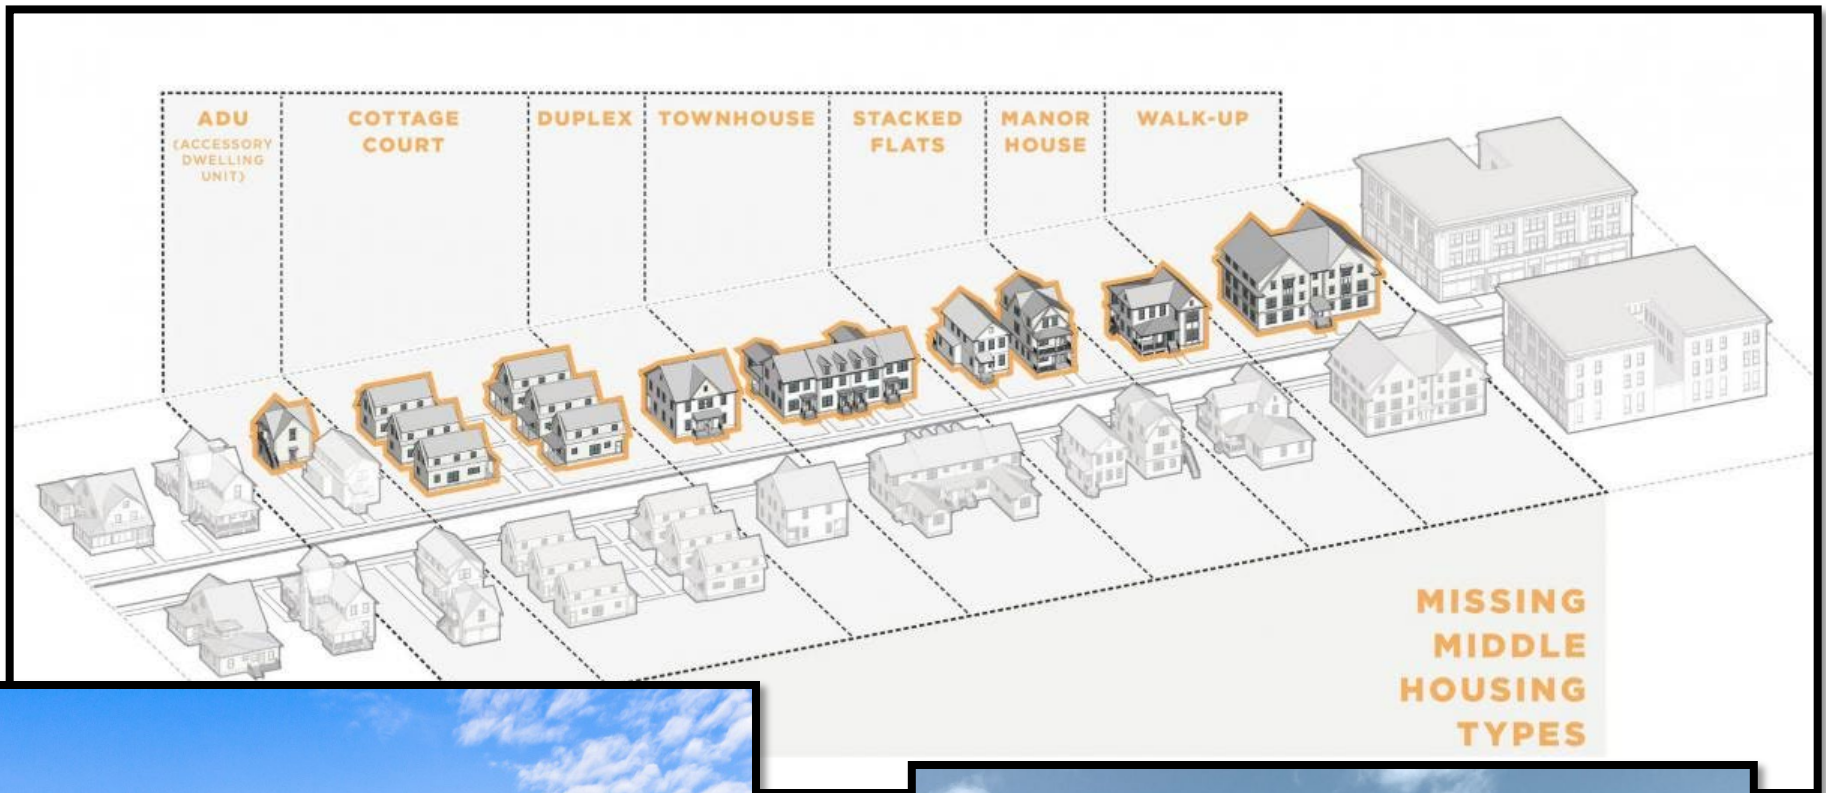 ADU
(ACCESSORY
DWELLING
UNIT)
COTTAGE
COURT
DUPLEX
TOWNHOUSE
STACKED
FLATS
MANOR
HOUSE
WALK-UP
MISSING
MIDDLE
HOUSING
TYPES